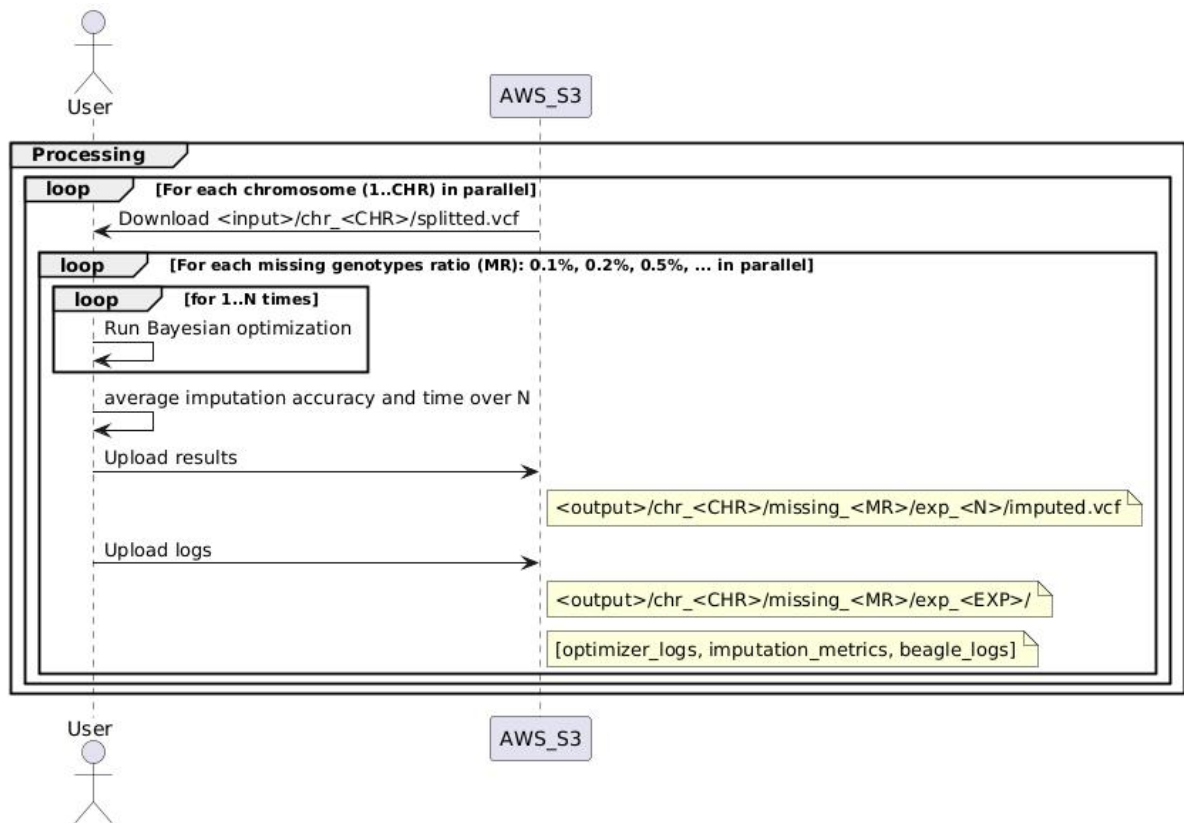 User
AWS_S3
Processing
loop [For each chromosome (1..CHR) in parallel]
Download <input>/chr_<CHR>/splitted.vcf
loop [For each missing genotypes ratio (MR): 0.1%, 0.2%, 0.5%, ... in parallel]
loop [for 1..N times]
Run Bayesian optimization
average imputation accuracy and time over N
Upload results
<output>/chr_<CHR>/missing_<MR>/exp_<N>/imputed.vcf
Upload logs
<output>/chr_<CHR>/missing_<MR>/exp_<EXP>/
[optimizer_logs, imputation_metrics, beagle_logs]
User
AWS_S3